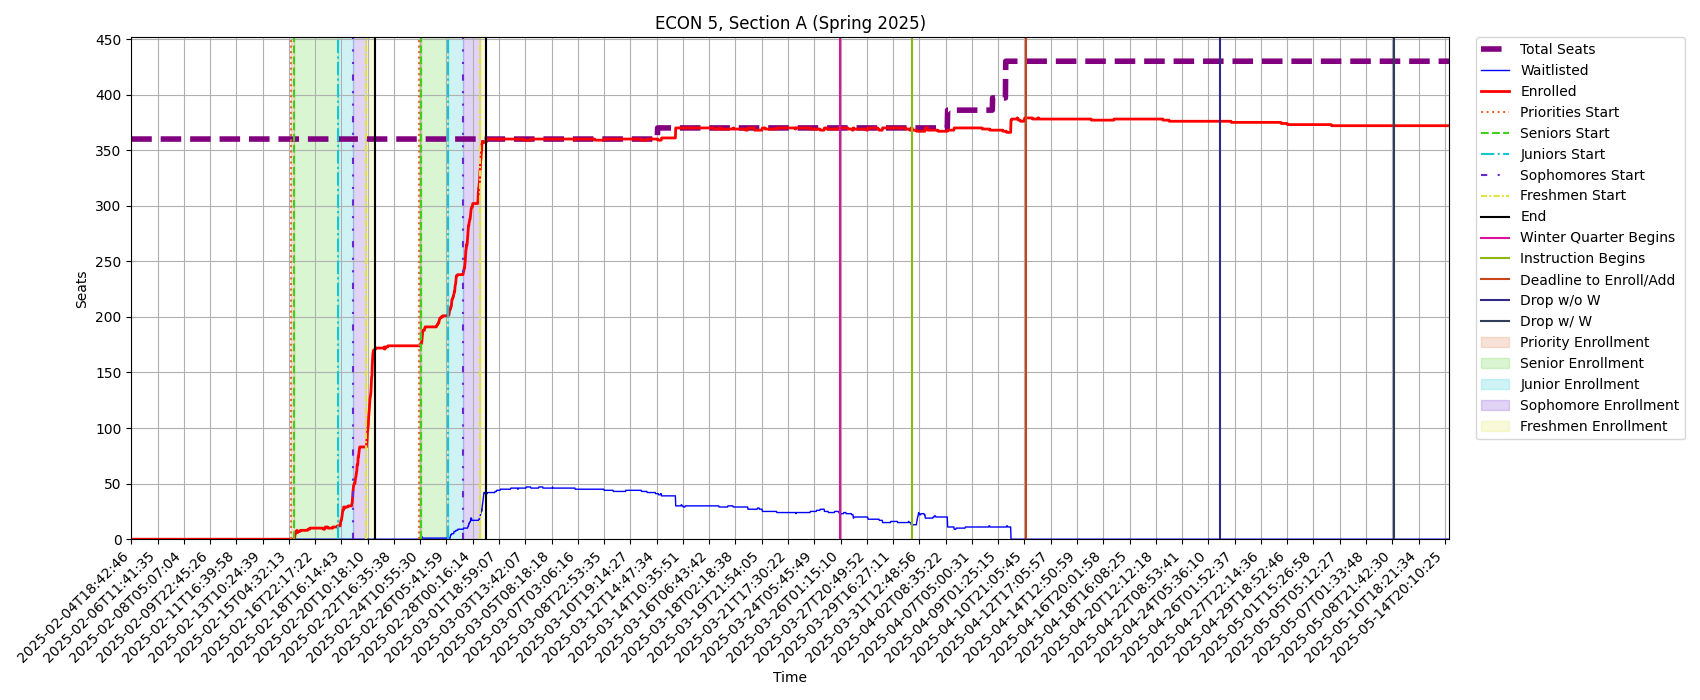 ECON 5, Section A (Spring 2025)
450
400
350
300
250
200
150
100
50
0
Seats
2025-02-04T18:42:46
2025-02-06T11:41:35
2025-02-08T05:07:04
2025-02-09T22:45:26
2025-02-11T16:39:58
2025-02-13T10:24:39
2025-02-15T04:32:13
2025-02-16T22:17:22
2025-02-18T16:14:43
2025-02-20T10:18:10
2025-02-22T16:35:38
2025-02-24T10:55:30
2025-02-26T05:41:59
2025-02-28T00:16:14
2025-03-01T18:59:07
2025-03-03T13:42:07
2025-03-05T08:18:18
2025-03-07T03:06:16
2025-03-08T22:53:35
2025-03-10T19:14:27
2025-03-12T14:47:34
2025-03-14T10:35:51
2025-03-16T06:43:42
2025-03-18T02:18:38
2025-03-19T21:54:05
2025-03-21T17:30:22
2025-03-24T05:45:49
2025-03-26T01:15:10
2025-03-27T20:49:52
2025-03-29T16:27:11
2025-03-31T12:48:56
2025-04-02T08:35:22
2025-04-07T05:00:31
2025-04-09T01:25:15
2025-04-10T21:05:45
2025-04-12T17:05:57
2025-04-14T12:50:59
2025-04-16T20:01:58
2025-04-18T16:08:25
2025-04-20T12:12:18
2025-04-22T08:53:41
2025-04-24T05:36:10
2025-04-26T01:52:37
2025-04-27T22:14:36
2025-04-29T18:52:46
2025-05-01T15:26:58
2025-05-07T05:12:27
2025-05-07T01:33:48
2025-05-08T21:42:30
2025-05-10T18:21:34
2025-05-14T20:10:25
Time
Total Seats
Waitlisted
Enrolled
Priorities Start
Seniors Start
Juniors Start
Sophomores Start
Freshmen Start
End
Winter Quarter Begins
Instruction Begins
Deadline to Enroll/Add
Drop w/o W
Drop w/ W
Priority Enrollment
Senior Enrollment
Junior Enrollment
Sophomore Enrollment
Freshmen Enrollment